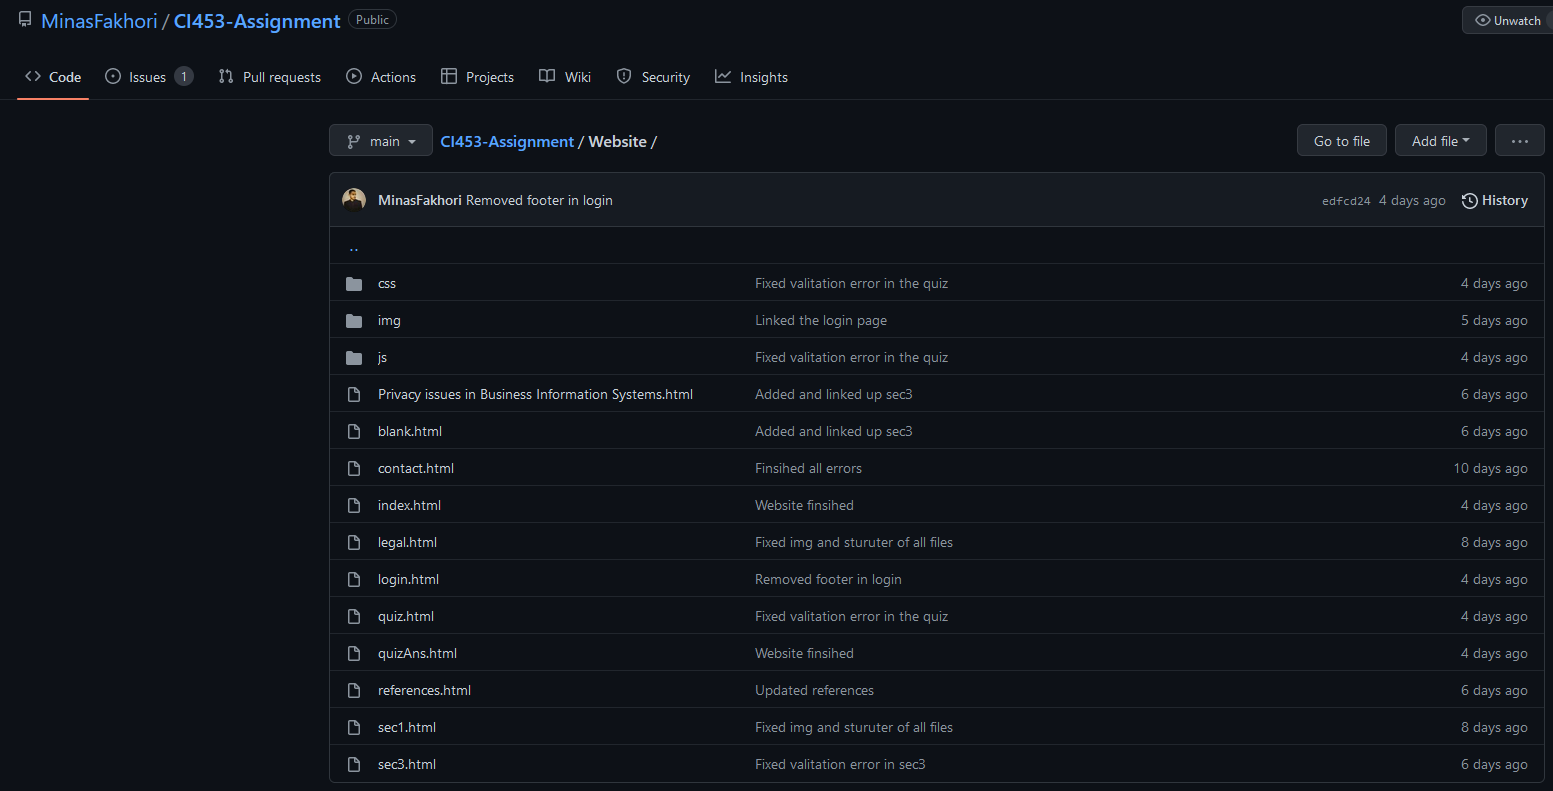 MinasFakhori / CI453-Assignment Public Unwatch
Code Issues 1 Pull requests Actions Projects Wiki Security Insights
main CI453-Assignment / Website / Go to file Add file ...
MinasFakhori Removed footer in login edfcd24 4 days ago History
..
css Fixed valitation error in the quiz 4 days ago
img Linked the login page 5 days ago
js Fixed valitation error in the quiz 4 days ago
Privacy issues in Business Information Systems.html Added and linked up sec3 6 days ago
blank.html Added and linked up sec3 6 days ago
contact.html Finsihed all errors 10 days ago
index.html Website finsihed 4 days ago
legal.html Fixed img and sturuter of all files 8 days ago
login.html Removed footer in login 4 days ago
quiz.html Fixed valitation error in the quiz 4 days ago
quizAns.html Website finsihed 4 days ago
references.html Updated references 6 days ago
sec1.html Fixed img and sturuter of all files 8 days ago
sec3.html Fixed valitation error in sec3 6 days ago